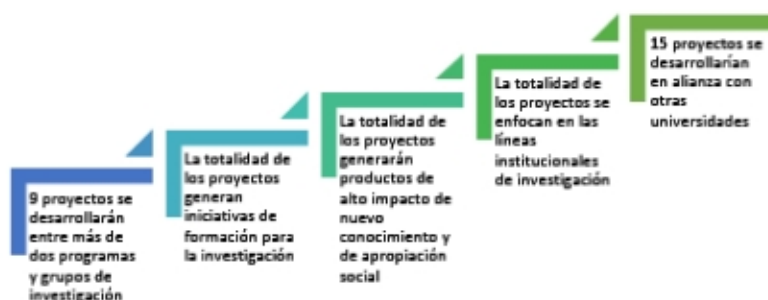 9 proyectos se
desarrollarán
entre más de
dos programas
y grupos de
investigación
La totalidad de
los proyectos
generan
iniciativas de
formación para
la investigación
La totalidad de
los proyectos
generarán
productos de
alto impacto de
nuevo
conocimiento y
de apropiación
social
La totalidad de
los proyectos se
enfocan en las
líneas
institucionales
de investigación
15 proyectos se
desarrollarían
en alianza con
otras
universidades